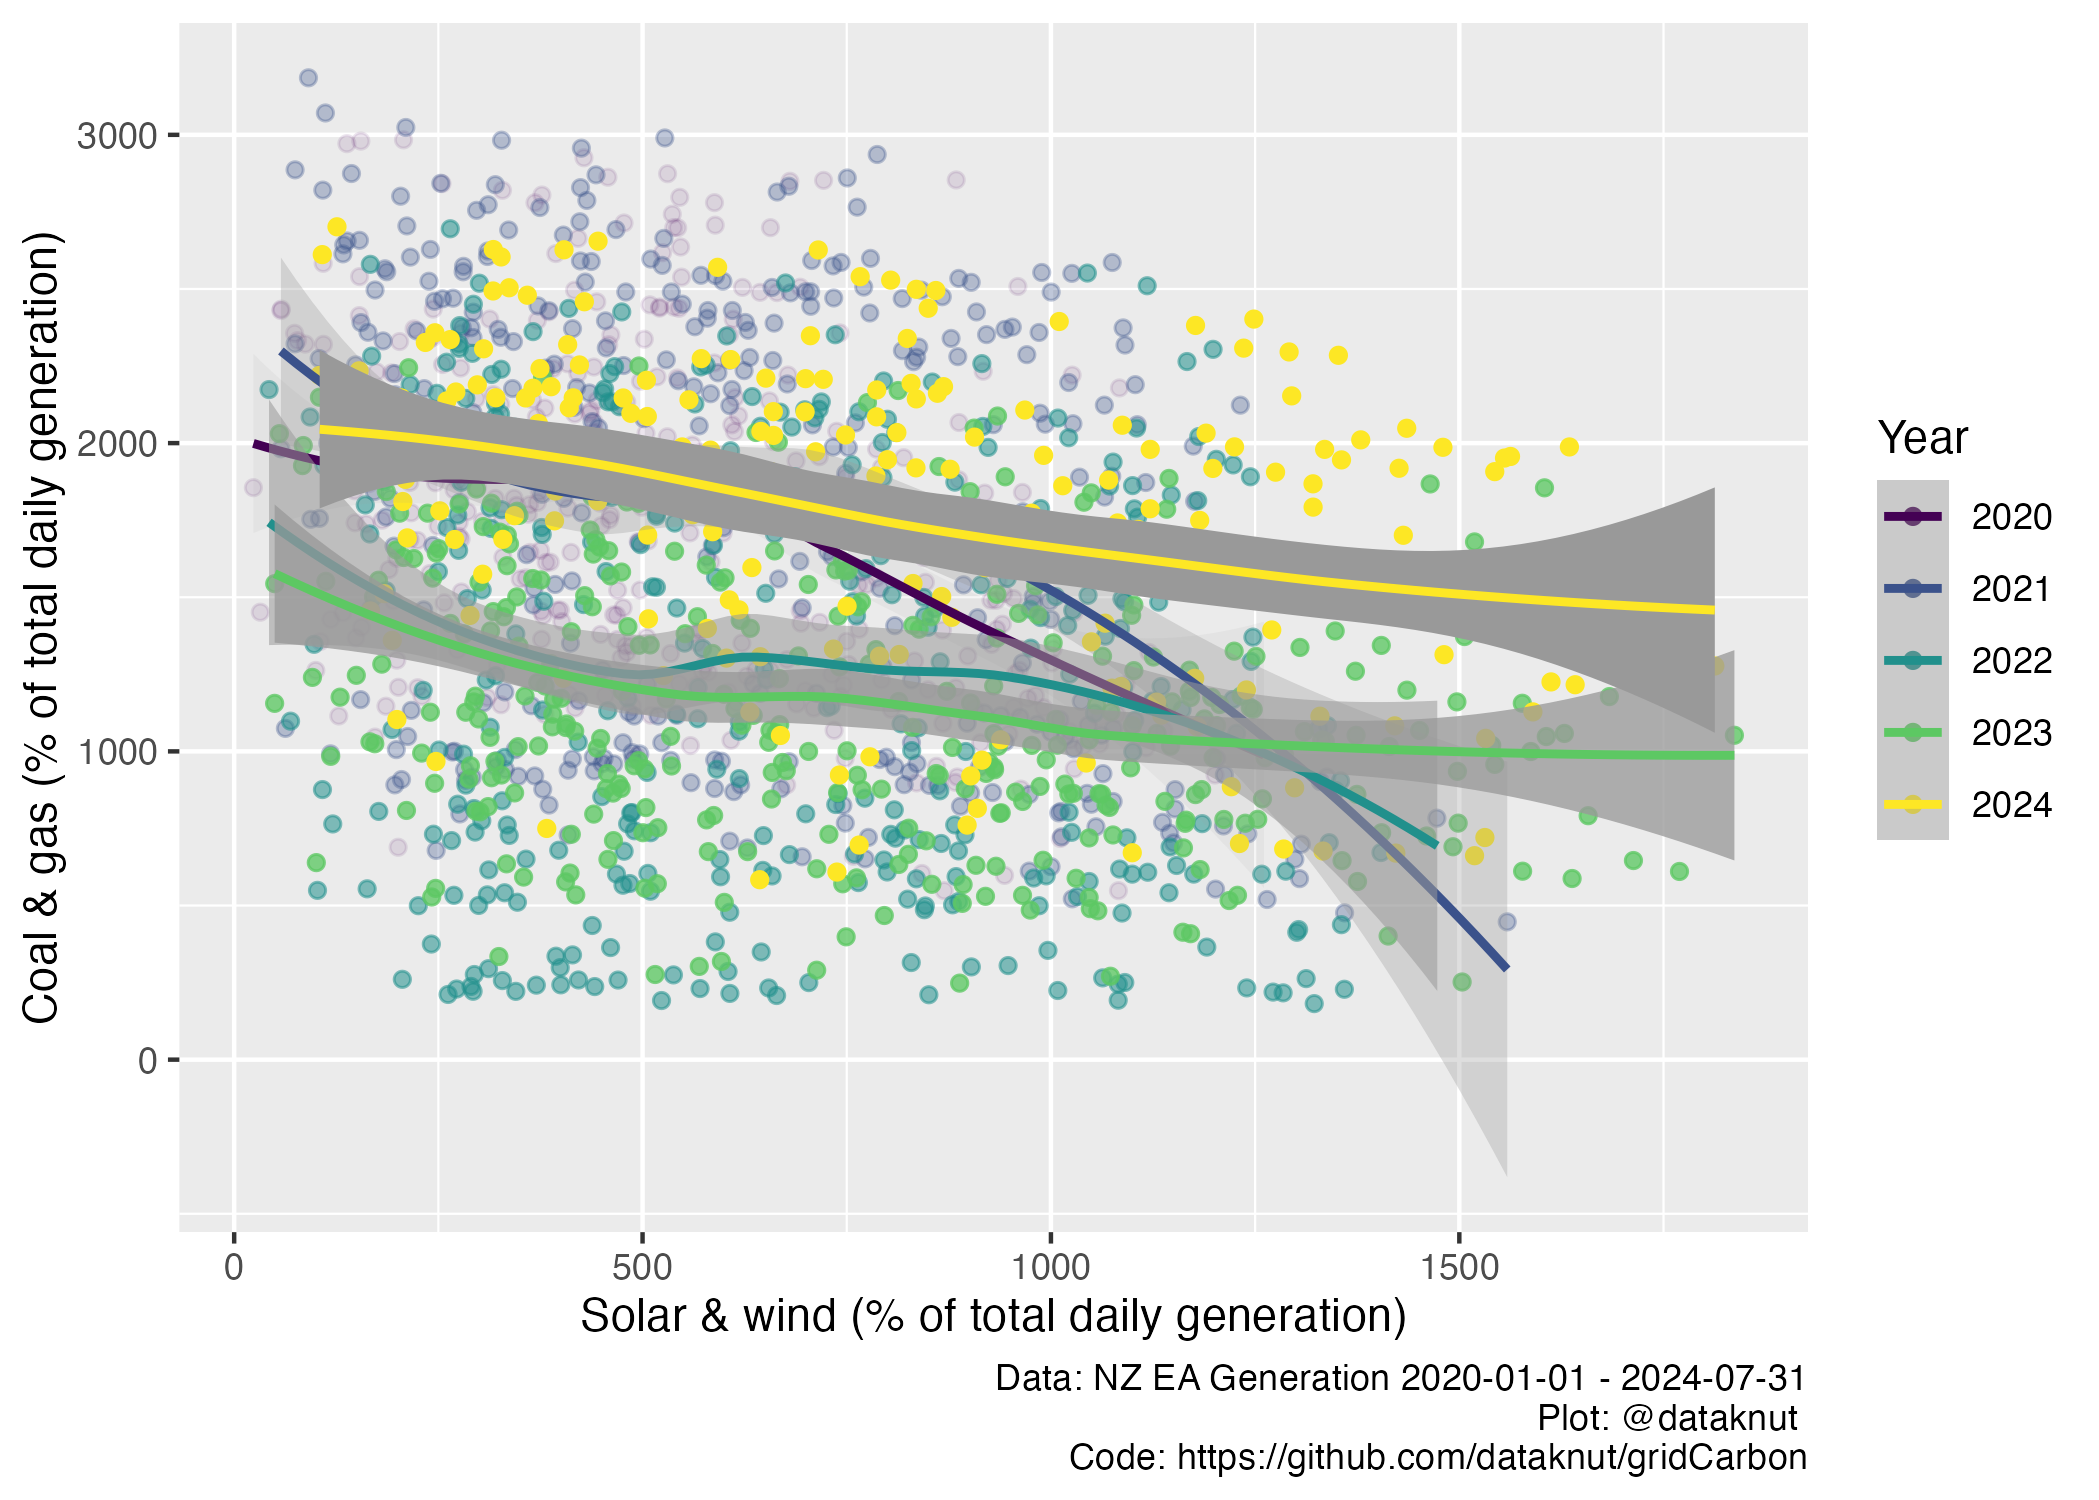 Coal & gas (% of total daily generation)
3000
2000
1000
0
0 500 1000 1500
Solar & wind (% of total daily generation)
Year
2020
2021
2022
2023
2024
Data: NZ EA Generation 2020-01-01 - 2024-07-31
Plot: @dataknut
Code: https://github.com/dataknut/gridCarbon